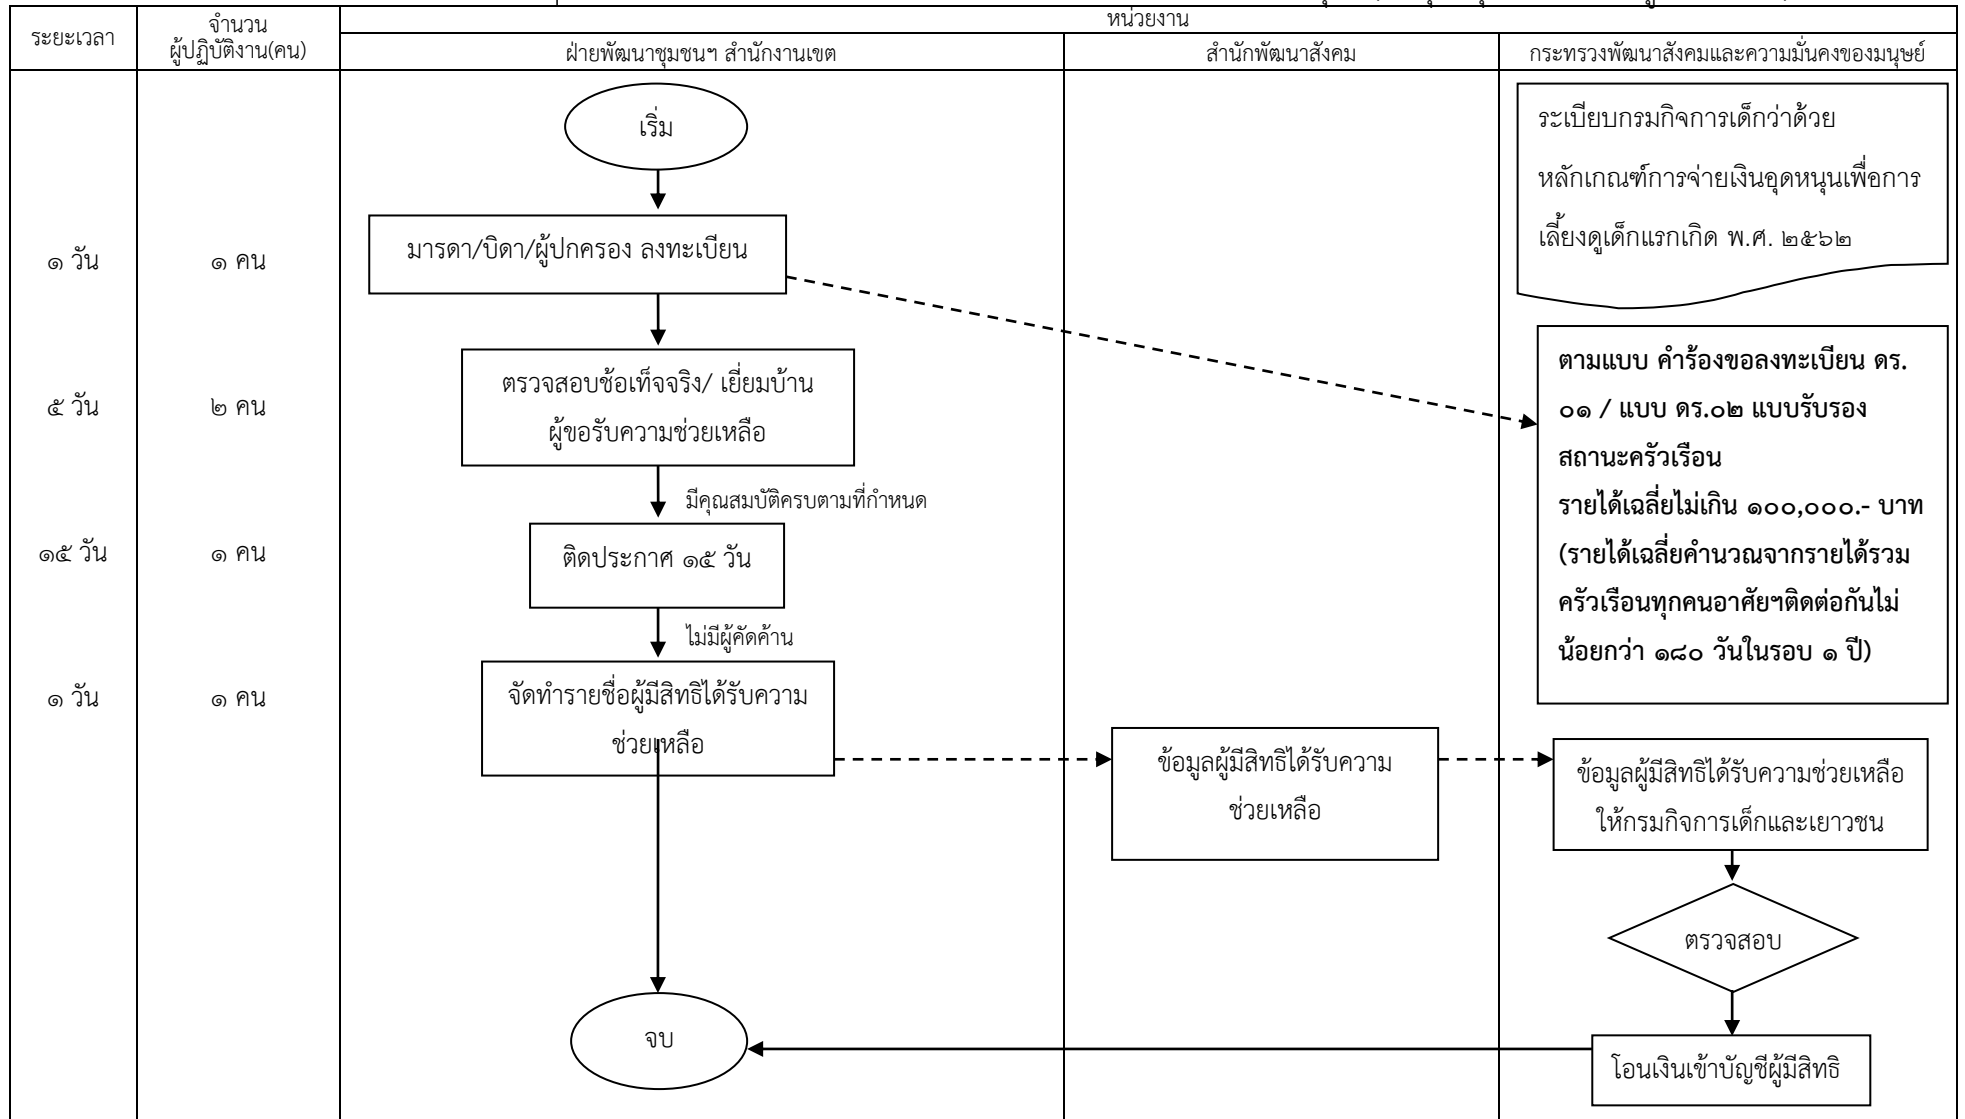 ระยะเวลา
จำนวน
ผู้ปฏิบัติงาน(คน)
หน่วยงาน
ฝ่ายพัฒนาชุมชนฯ สำนักงานเขต
สำนักพัฒนาสังคม
กระทรวงพัฒนาสังคมและความมั่นคงของมนุษย์
เริ่ม
ระเบียบกรมกิจการเด็กว่าด้วย
หลักเกณฑ์การจ่ายเงินอุดหนุนเพื่อการ
เลี้ยงดูเด็กแรกเกิด พ.ศ. ๒๕๖๒
๑ วัน
๑ คน
มารดา/บิดา/ผู้ปกครอง ลงทะเบียน
ตามแบบ คำร้องขอลงทะเบียน ดร.
๐๑ / แบบ ดร.๐๒ แบบรับรอง
สถานะครัวเรือน
รายได้เฉลี่ยไม่เกิน ๑๐๐,๐๐๐.- บาท
(รายได้เฉลี่ยคำนวณจากรายได้รวม
ครัวเรือนทุกคนอาศัยฯติดต่อกันไม่
น้อยกว่า ๑๘๐ วันในรอบ ๑ ปี)
๕ วัน
๒ คน
ตรวจสอบช้อเท็จจริง/ เยี่ยมบ้าน
ผู้ขอรับความช่วยเหลือ
มีคุณสมบัติครบตามที่กำหนด
๑๕ วัน
๑ คน
ติดประกาศ ๑๕ วัน
ไม่มีผู้คัดค้าน
๑ วัน
๑ คน
จัดทำรายชื่อผู้มีสิทธิได้รับความ
ช่วยเหลือ
ข้อมูลผู้มีสิทธิได้รับความ
ช่วยเหลือ
ข้อมูลผู้มีสิทธิได้รับความช่วยเหลือ
ให้กรมกิจการเด็กและเยาวชน
ตรวจสอบ
จบ
โอนเงินเข้าบัญชีผู้มีสิทธิ